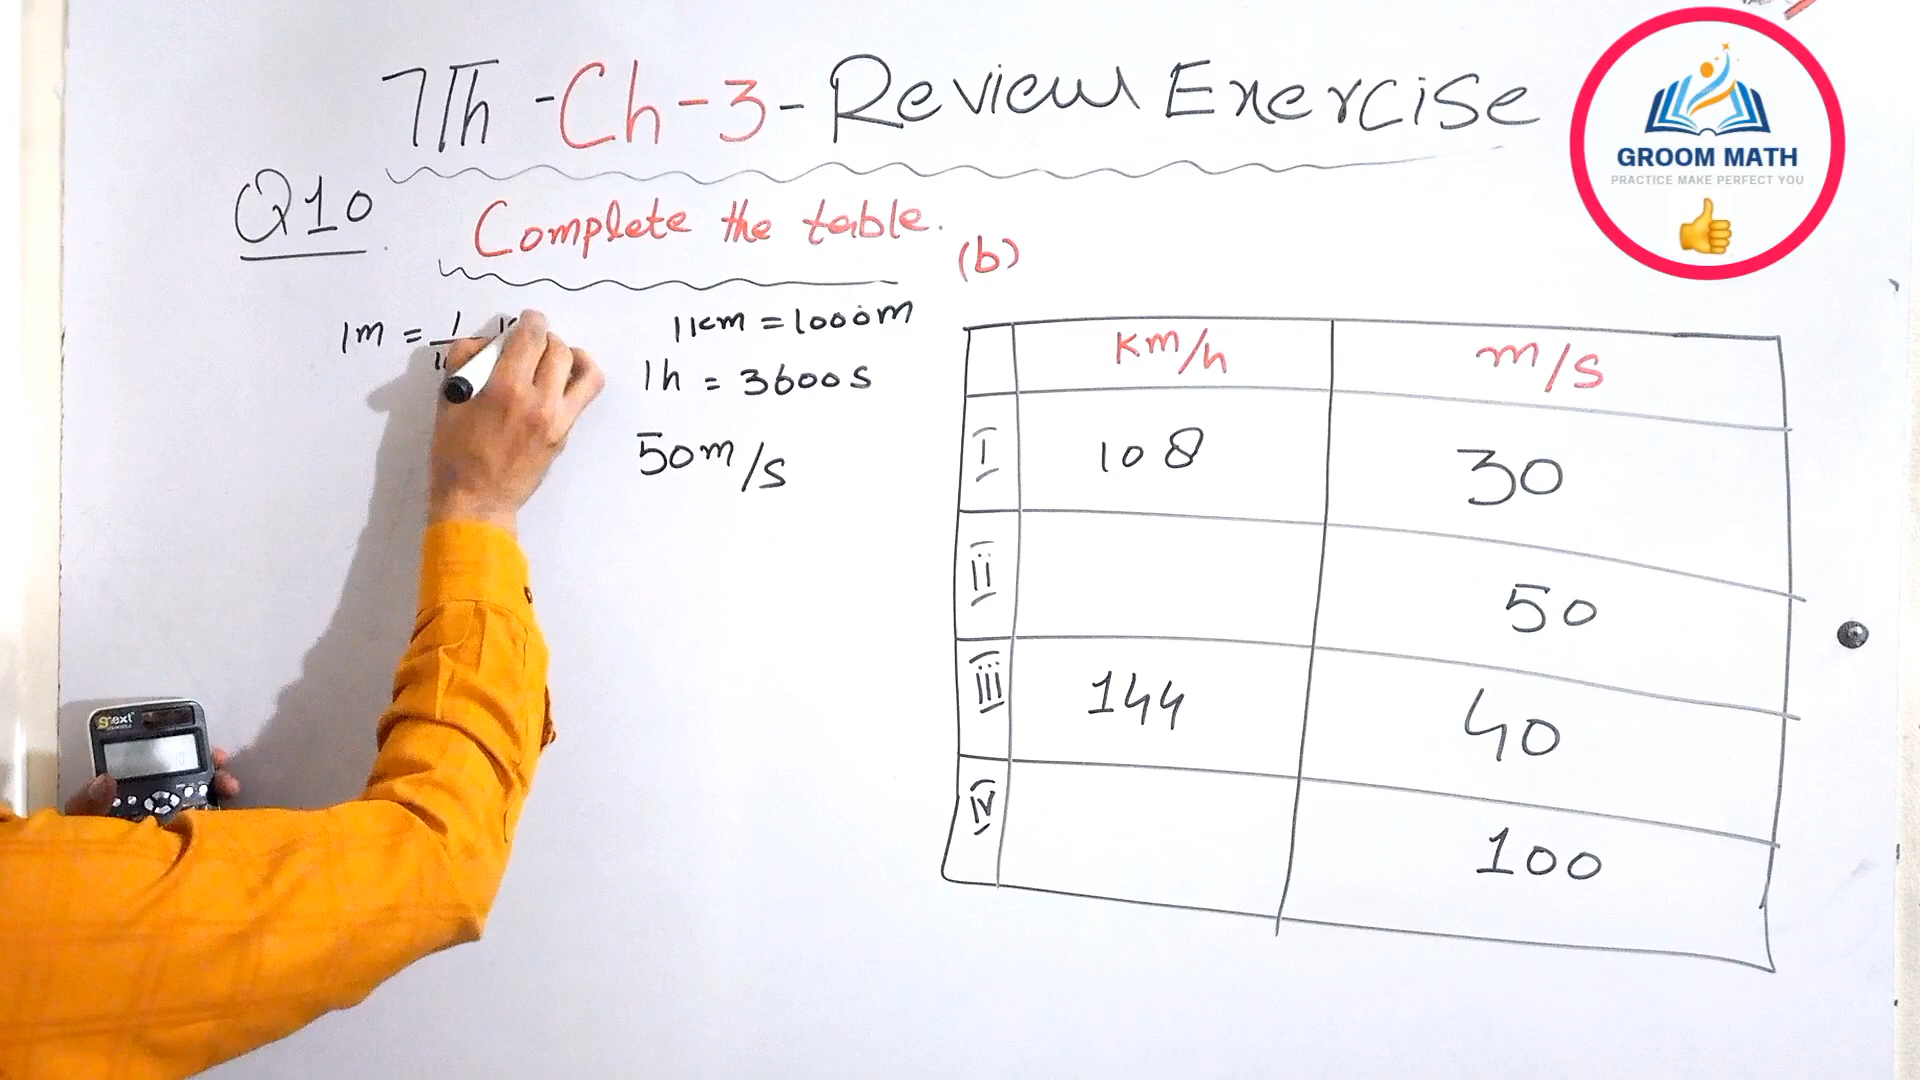 7Th - Ch - 3 - Review Exercise
GROOM MATH
PRACTICE MAKE PERFECT YOU
Q10
Complete the table.
(b)
1m = 1
1km = 1000m
1h = 3600s
50m/s
Km/h m/s
i 108 30
ii 50
iii 144 40
iv 100